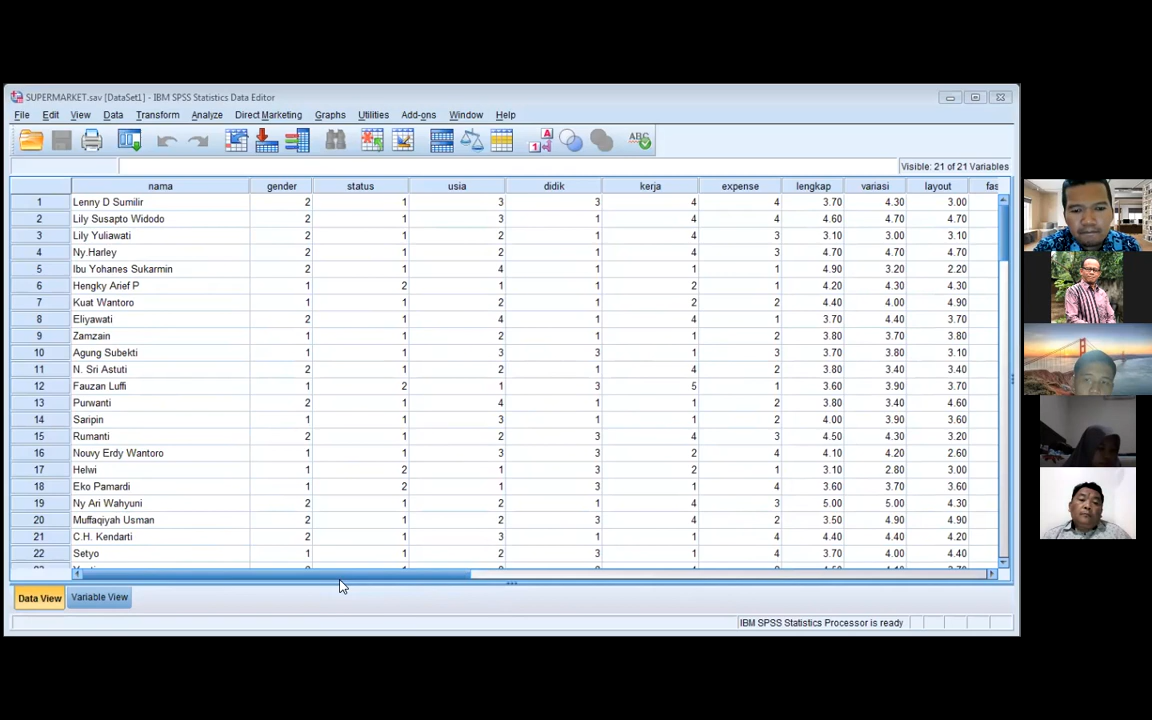 SUPERMARKET.sav [DataSet1] - IBM SPSS Statistics Data Editor
File Edit View Data Transform Analyze Direct Marketing Graphs Utilities Add-ons Window Help
Visible: 21 of 21 Variables
nama gender status usia didik kerja expense lengkap variasi layout fas
1 Lenny D Sumilir 2 1 3 3 4 4 3.70 4.30 3.00
2 Lily Susapto Widodo 2 1 3 1 4 4 4.60 4.70 4.70
3 Lily Yuliawati 2 1 2 1 4 3 3.10 3.00 3.10
4 Ny.Harley 2 1 2 1 4 3 4.70 4.70 4.70
5 Ibu Yohanes Sukarmin 2 1 4 1 1 1 4.90 3.20 2.20
6 Hengky Arief P 1 2 1 1 2 1 4.20 4.30 4.30
7 Kuat Wantoro 1 1 2 1 2 2 4.40 4.00 4.90
8 Eliyawati 2 1 4 1 4 1 3.70 4.40 3.70
9 Zamzain 1 1 2 1 1 2 3.80 3.70 3.80
10 Agung Subekti 1 1 3 3 1 3 3.70 3.80 3.10
11 N. Sri Astuti 2 1 2 1 4 2 3.80 3.40 3.40
12 Fauzan Luffi 1 2 1 3 5 1 3.60 3.90 3.70
13 Purwanti 2 1 4 1 1 2 3.80 3.40 4.60
14 Saripin 1 1 3 1 1 2 4.00 3.90 3.60
15 Rumanti 2 1 2 3 4 3 4.50 4.30 3.20
16 Nouvy Erdy Wantoro 1 1 3 3 2 4 4.10 4.20 2.60
17 Helwi 1 2 1 3 2 1 3.10 2.80 3.00
18 Eko Pamardi 1 2 1 3 1 4 3.60 3.70 3.60
19 Ny Ari Wahyuni 2 1 2 1 4 3 5.00 5.00 4.30
20 Muffaqiyah Usman 2 1 2 3 4 2 3.50 4.90 4.90
21 C.H. Kendarti 2 1 3 1 1 4 4.40 4.40 4.20
22 Setyo 1 1 2 3 1 4 3.70 4.00 4.40
Data View Variable View
IBM SPSS Statistics Processor is ready